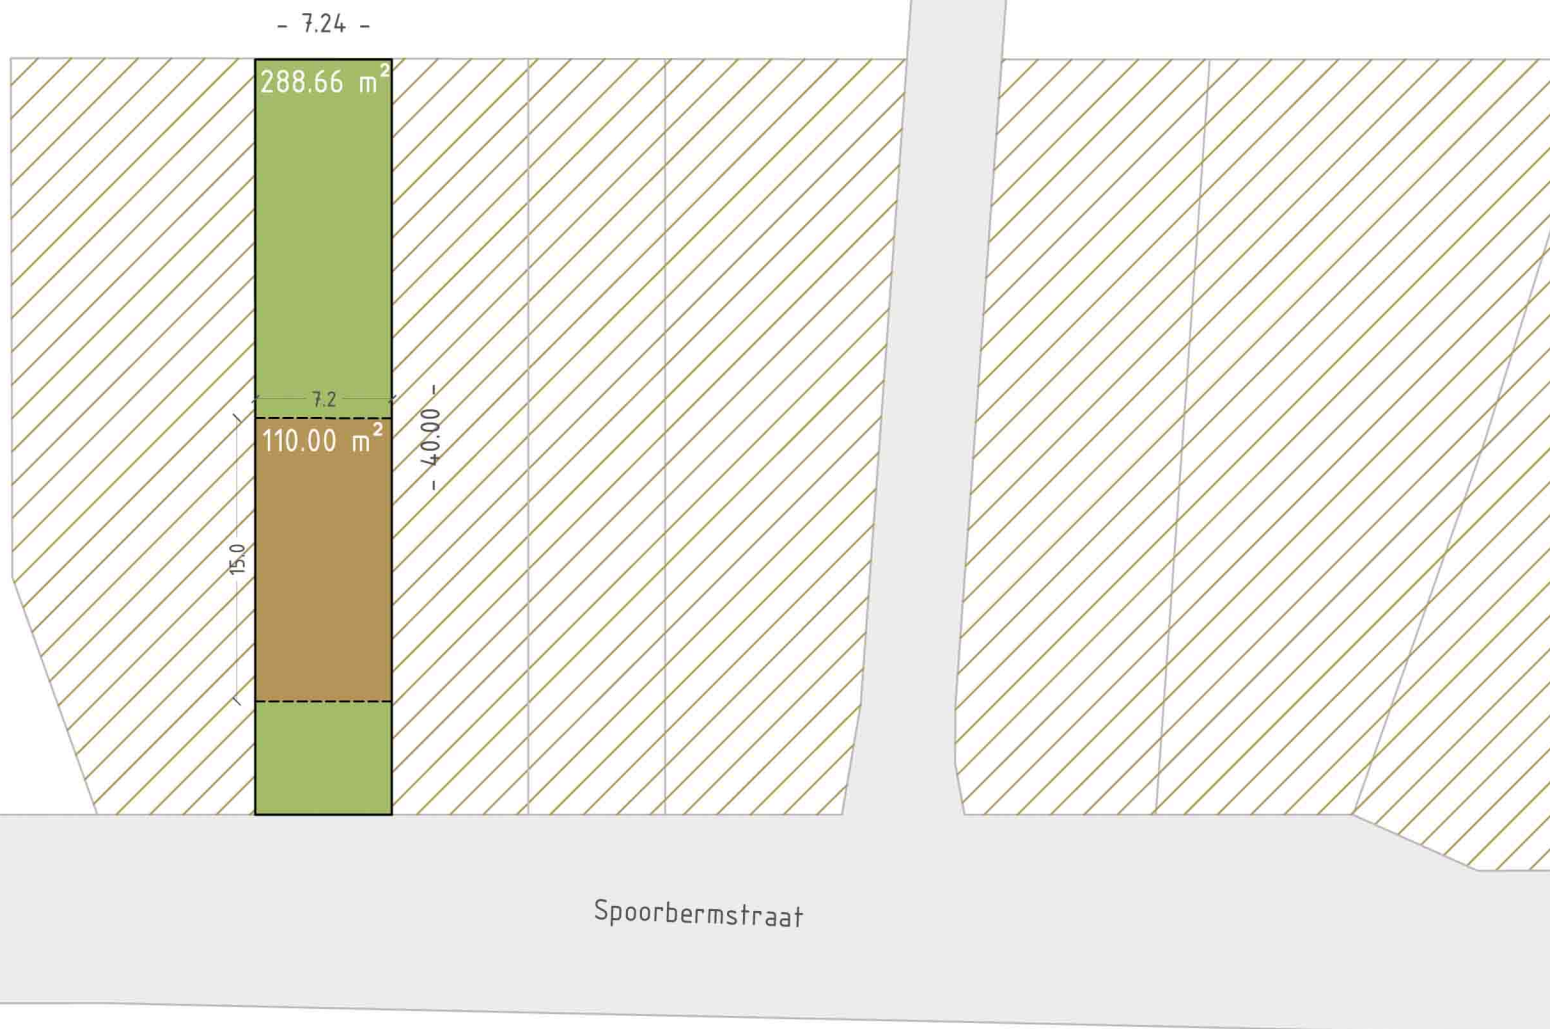 - 7.24 -
288.66 m²
7.2
110.00 m²
- 40.00 -
15.0
Spoorbermstraat